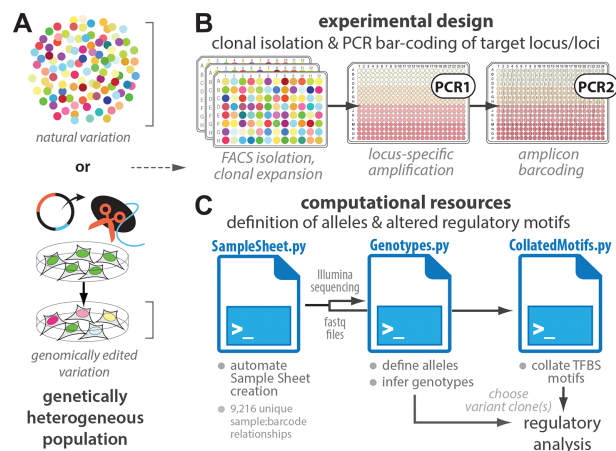 A
natural variation
or
genomically edited
variation
genetically
heterogeneous
population
B
experimental design
clonal isolation & PCR bar-coding of target locus/loci
PCR1
PCR2
FACS isolation,
clonal expansion
locus-specific
amplification
amplicon
barcoding
C
computational resources
definition of alleles & altered regulatory motifs
SampleSheet.py
Genotypes.py
CollatedMotifs.py
Illumina
sequencing
fastq
files
>_
>_
>_
automate
Sample Sheet
creation
9,216 unique
sample:barcode
relationships
define alleles
infer genotypes
collate TFBS
motifs
choose
variant clone(s)
regulatory
analysis